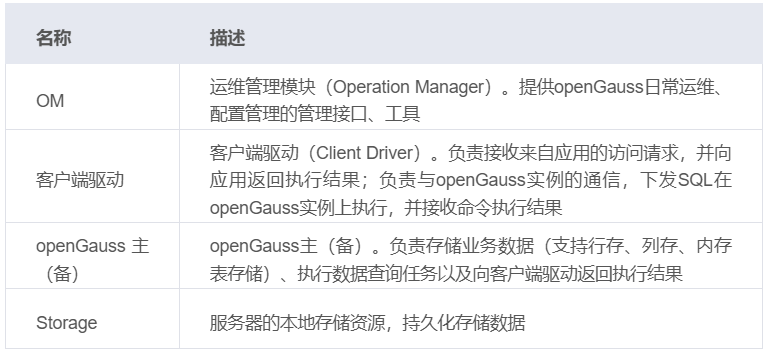 名称 描述
OM
运维管理模块（Operation Manager）。提供openGauss日常运维、
配置管理的管理接口、工具
客户端驱动
客户端驱动（Client Driver）。负责接收来自应用的访问请求，并向
应用返回执行结果；负责与openGauss实例的通信，下发SQL在
openGauss实例上执行，并接收命令执行结果
openGauss 主
（备）
openGauss主（备）。负责存储业务数据（支持行存、列存、内存
表存储）、执行数据查询任务以及向客户端驱动返回执行结果
Storage
服务器的本地存储资源，持久化存储数据